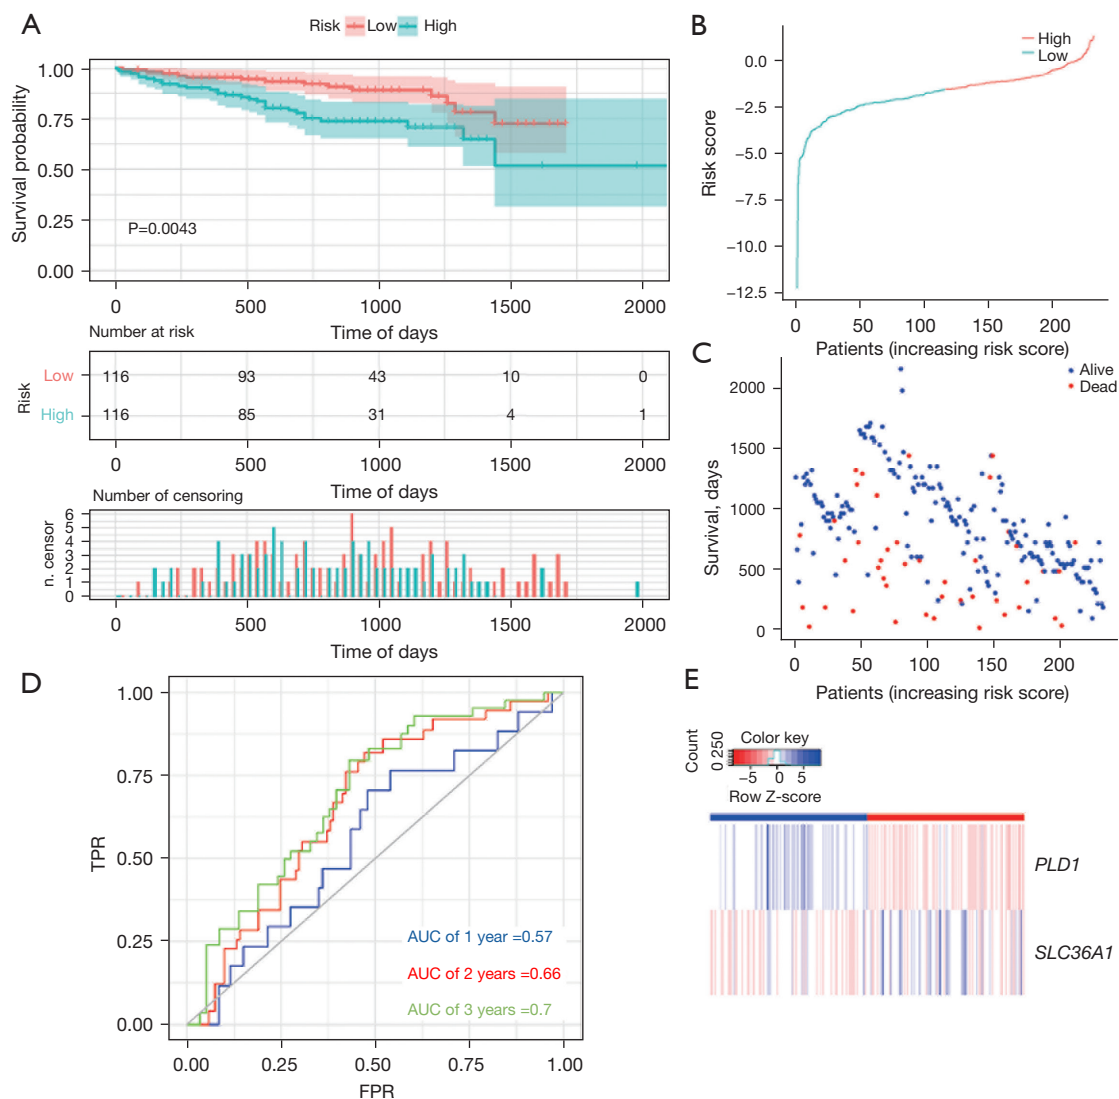 A
Risk Low High
1.00
0.75
0.50
0.25
0.00
Survival probability
P=0.0043
0 500 1000 1500 2000
Time of days
Number at risk
Risk
Low 116 93 43 10 0
High 116 85 31 4 1
0 500 1000 1500 2000
Time of days
Number of censoring
n. censor
6
5
4
3
2
1
0
0 500 1000 1500 2000
Time of days
B
High
Low
Risk score
0.0
−2.5
−5.0
−7.5
−10.0
−12.5
0 50 100 150 200
Patients (increasing risk score)
C
Alive
Dead
Survival, days
2000
1500
1000
500
0
0 50 100 150 200
Patients (increasing risk score)
D
TPR
1.00
0.75
0.50
0.25
0.00
AUC of 1 year =0.57
AUC of 2 years =0.66
AUC of 3 years =0.7
0.00 0.25 0.50 0.75 1.00
FPR
E
Count
0 250
Color key
−5 0 5
Row Z-score
PLD1
SLC36A1